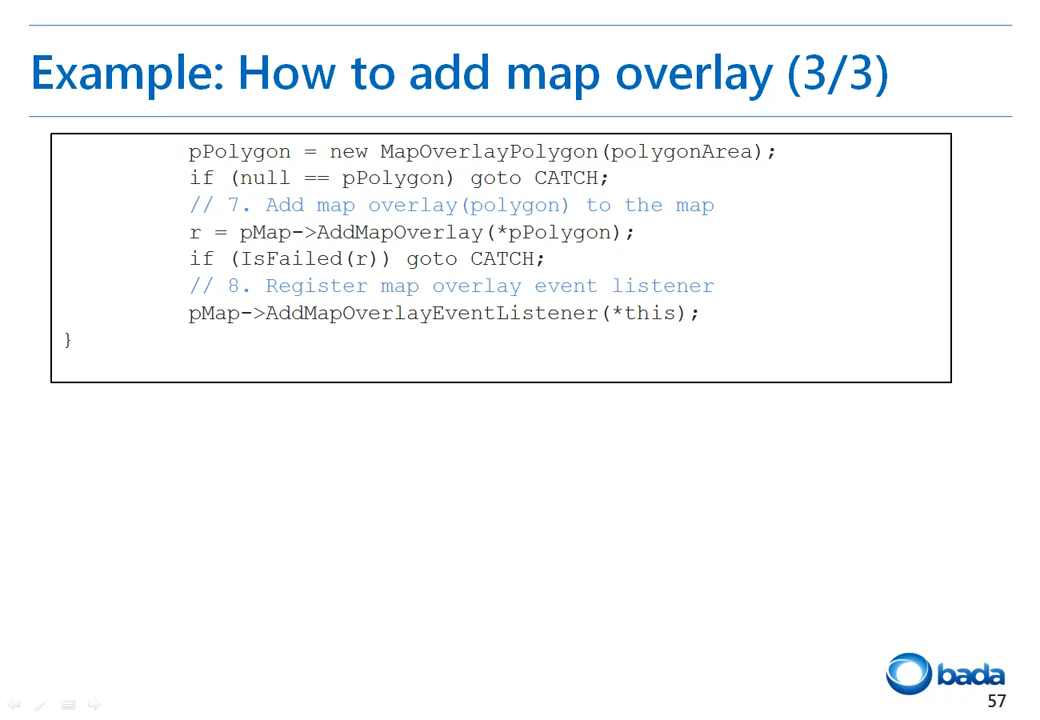 Example: How to add map overlay (3/3)
pPolygon = new MapOverlayPolygon(polygonArea);
if (null == pPolygon) goto CATCH;
// 7. Add map overlay(polygon) to the map
r = pMap->AddMapOverlay(*pPolygon);
if (IsFailed(r)) goto CATCH;
// 8. Register map overlay event listener
pMap->AddMapOverlayEventListener(*this);
}
bada
57